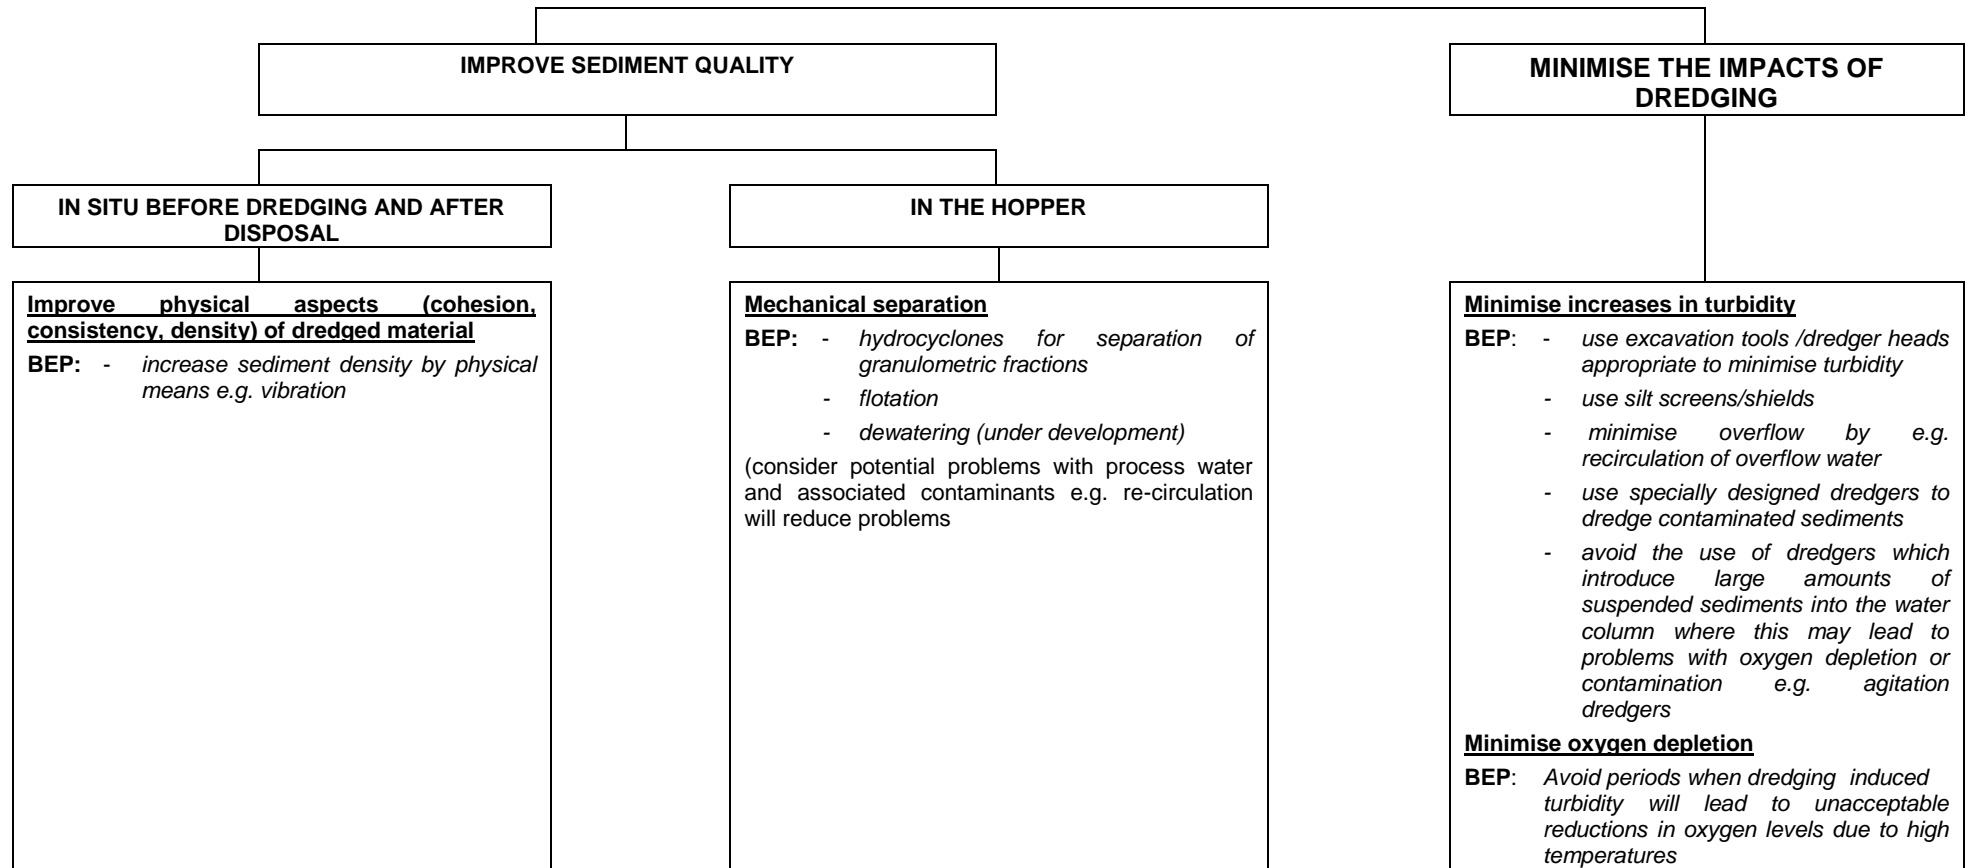 IMPROVE SEDIMENT QUALITY
MINIMISE THE IMPACTS OF
DREDGING
IN SITU BEFORE DREDGING AND AFTER
DISPOSAL
IN THE HOPPER
Improve physical aspects (cohesion,
consistency, density) of dredged material
BEP: - increase sediment density by physical
means e.g. vibration
Mechanical separation
BEP: - hydrocyclones for separation of
granulometric fractions
- flotation
- dewatering (under development)
(consider potential problems with process water
and associated contaminants e.g. re-circulation
will reduce problems
Minimise increases in turbidity
BEP: - use excavation tools /dredger heads
appropriate to minimise turbidity
- use silt screens/shields
- minimise overflow by e.g.
recirculation of overflow water
- use specially designed dredgers to
dredge contaminated sediments
- avoid the use of dredgers which
introduce large amounts of
suspended sediments into the water
column where this may lead to
problems with oxygen depletion or
contamination e.g. agitation
dredgers
Minimise oxygen depletion
BEP: Avoid periods when dredging induced
turbidity will lead to unacceptable
reductions in oxygen levels due to high
temperatures